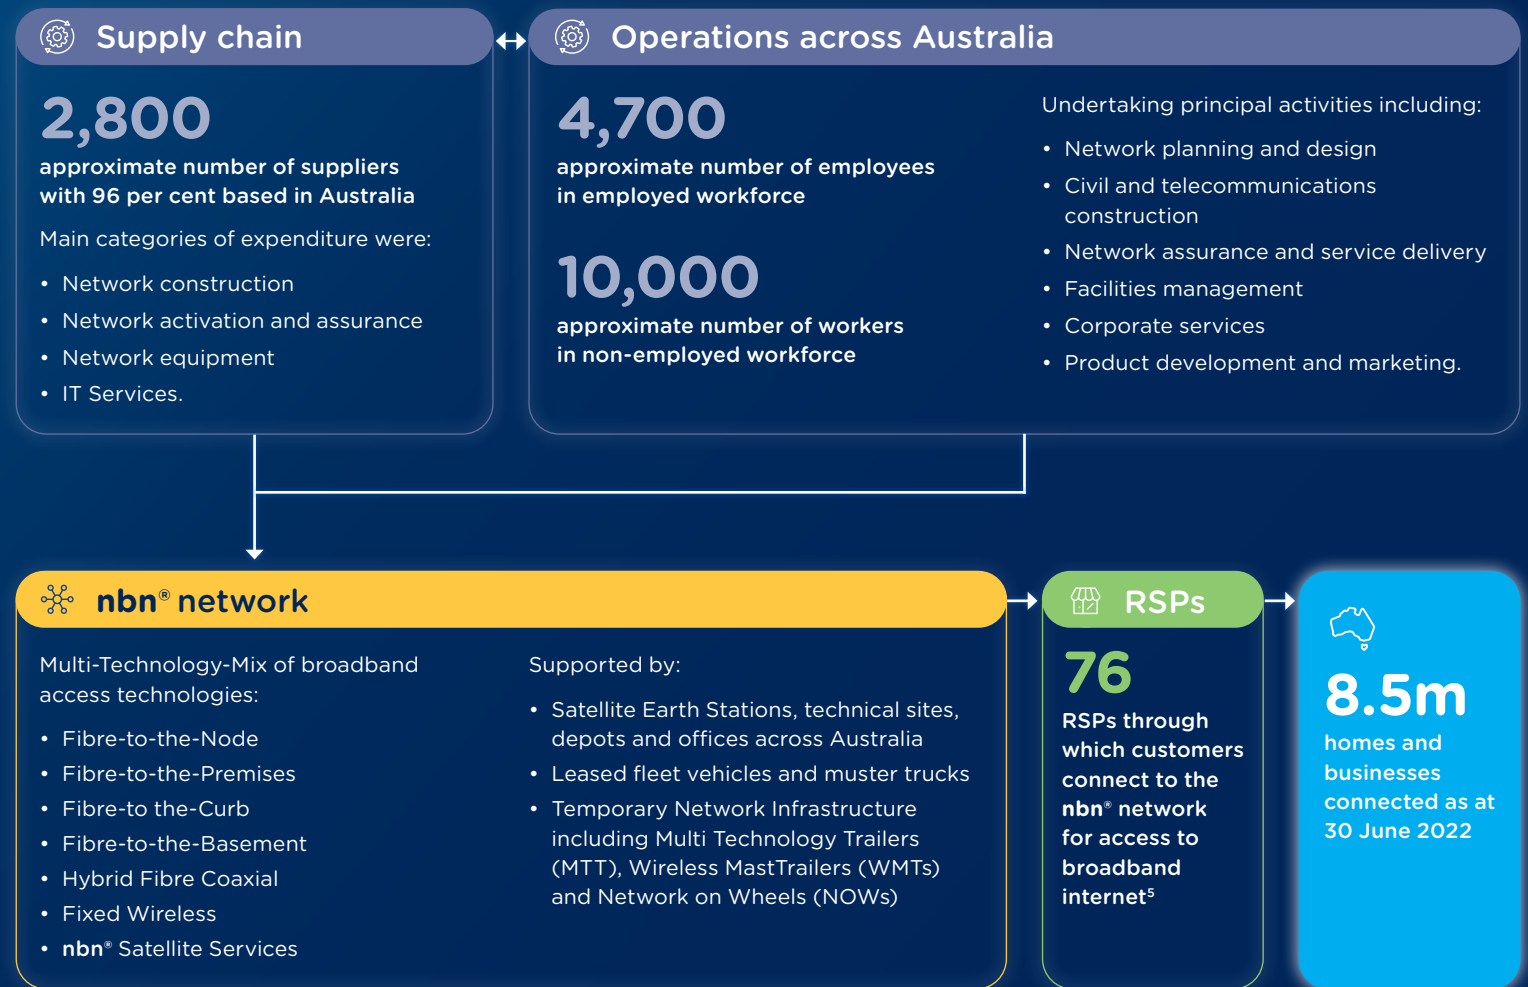 Supply chain
2,800
approximate number of suppliers
with 96 per cent based in Australia
Main categories of expenditure were:
• Network construction
• Network activation and assurance
• Network equipment
• IT Services.
Operations across Australia
4,700
approximate number of employees
in employed workforce
10,000
approximate number of workers
in non-employed workforce
Undertaking principal activities including:
• Network planning and design
• Civil and telecommunications
construction
• Network assurance and service delivery
• Facilities management
• Corporate services
• Product development and marketing.
nbn® network
Multi-Technology-Mix of broadband
access technologies:
• Fibre-to-the-Node
• Fibre-to-the-Premises
• Fibre-to the-Curb
• Fibre-to-the-Basement
• Hybrid Fibre Coaxial
• Fixed Wireless
• nbn® Satellite Services
Supported by:
• Satellite Earth Stations, technical sites,
depots and offices across Australia
• Leased fleet vehicles and muster trucks
• Temporary Network Infrastructure
including Multi Technology Trailers
(MTT), Wireless MastTrailers (WMTs)
and Network on Wheels (NOWs)
RSPs
76
RSPs through
which customers
connect to the
nbn® network
for access to
broadband
internet⁵
8.5m
homes and
businesses
connected as at
30 June 2022